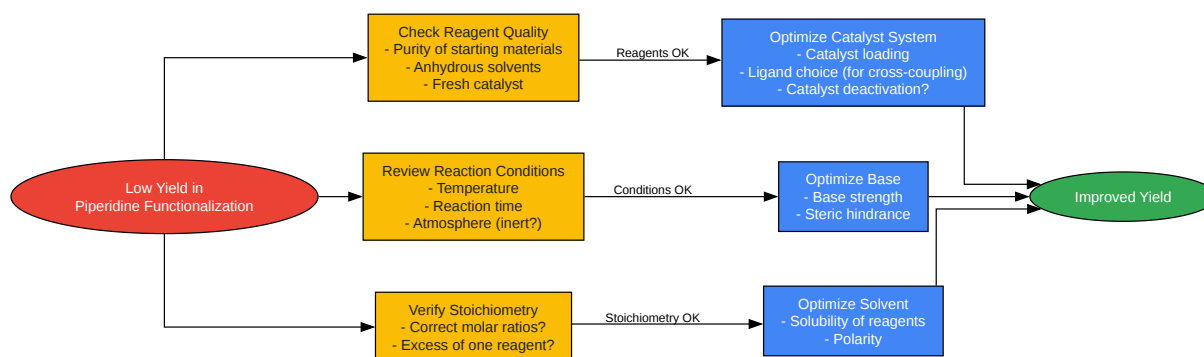 Check Reagent Quality
- Purity of starting materials
- Anhydrous solvents
- Fresh catalyst
Reagents OK
Optimize Catalyst System
- Catalyst loading
- Ligand choice (for cross-coupling)
- Catalyst deactivation?
Low Yield in
Piperidine Functionalization
Review Reaction Conditions
- Temperature
- Reaction time
- Atmosphere (inert?)
Conditions OK
Optimize Base
- Base strength
- Steric hindrance
Improved Yield
Verify Stoichiometry
- Correct molar ratios?
- Excess of one reagent?
Stoichiometry OK
Optimize Solvent
- Solubility of reagents
- Polarity